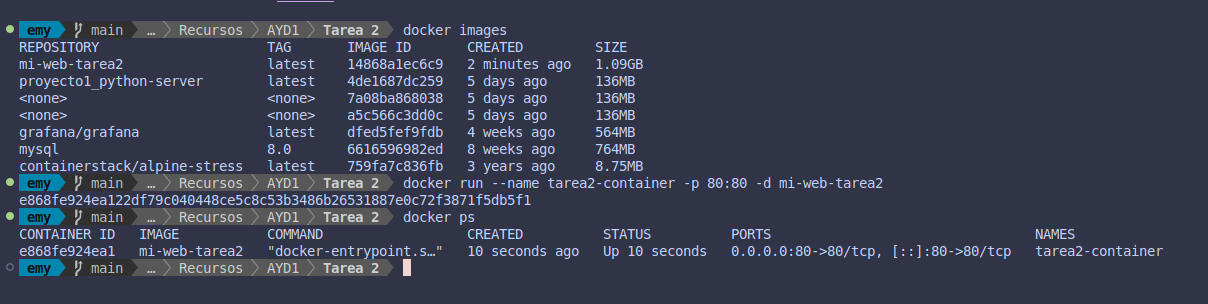 emy main … Recursos AYD1 Tarea 2 docker images
REPOSITORY TAG IMAGE ID CREATED SIZE
mi-web-tarea2 latest 14868a1ec6c9 2 minutes ago 1.09GB
proyecto1_python-server latest 4de1687dc259 5 days ago 136MB
<none> <none> 7a08ba868038 5 days ago 136MB
<none> <none> a5c566c3dd0c 5 days ago 136MB
grafana/grafana latest dfed5fef9fdb 4 weeks ago 564MB
mysql 8.0 6616596982ed 8 weeks ago 764MB
containerstack/alpine-stress latest 759fa7c836fb 3 years ago 8.75MB
emy main … Recursos AYD1 Tarea 2 docker run --name tarea2-container -p 80:80 -d mi-web-tarea2
e868fe924ea122df79c040448ce5c8c53b3486b26531887e0c72f3871f5db5f1
emy main … Recursos AYD1 Tarea 2 docker ps
CONTAINER ID IMAGE COMMAND CREATED STATUS PORTS NAMES
e868fe924ea1 mi-web-tarea2 "docker-entrypoint.s…" 10 seconds ago Up 10 seconds 0.0.0.0:80->80/tcp, [::]:80->80/tcp tarea2-container
emy main … Recursos AYD1 Tarea 2